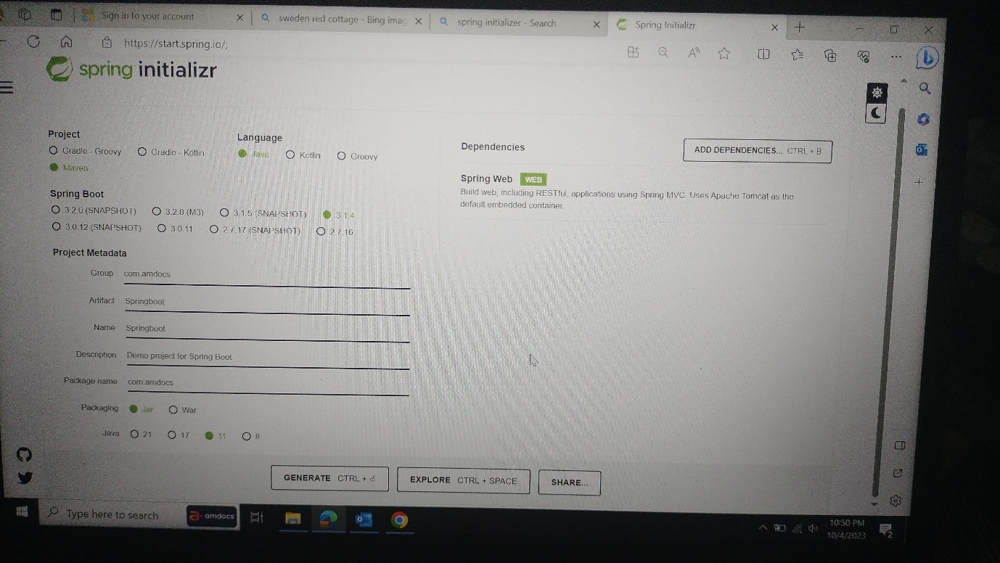 Sign in to your account
sweden red cottage - Bing imag
spring initializer - Search
Spring Initializr
https://start.spring.io/
spring initializr
Project
Gradle - Groovy Gradle - Kotlin
Maven
Language
Java Kotlin Groovy
Spring Boot
3.2.0 (SNAPSHOT) 3.2.0 (M3) 3.1.5 (SNAPSHOT) 3.1.4
3.0.12 (SNAPSHOT) 3.0.11 2.7.17 (SNAPSHOT) 2.7.16
Project Metadata
Group com.amdocs
Artifact Springboot
Name Springboot
Description Demo project for Spring Boot
Package name com.amdocs
Packaging Jar War
Java 21 17 11 8
Dependencies
ADD DEPENDENCIES... CTRL + B
Spring Web WEB
Build web, including RESTful, applications using Spring MVC. Uses Apache Tomcat as the
default embedded container.
GENERATE CTRL + ⏎
EXPLORE CTRL + SPACE
SHARE...
Type here to search
amdocs
10:50 PM
10/4/2023
2